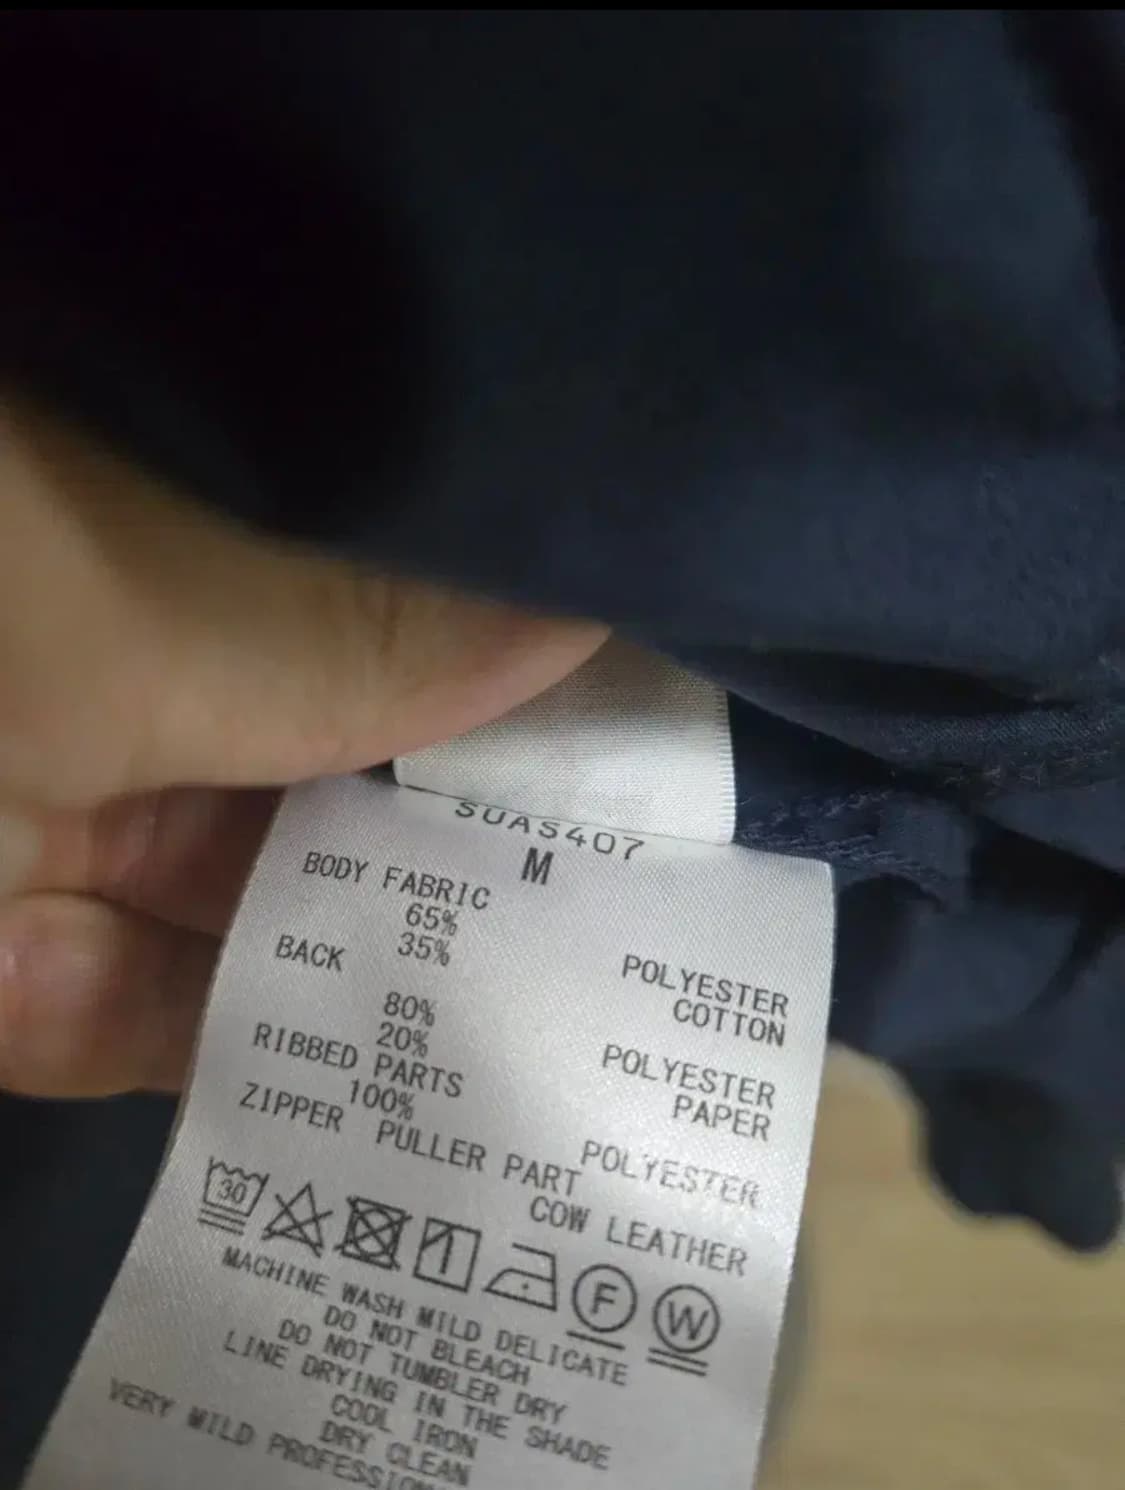 SUAS407
M
BODY FABRIC
65% POLYESTER
35% COTTON
BACK
80% POLYESTER
20% PAPER
RIBBED PARTS
100% POLYESTER
ZIPPER PULLER PART
COW LEATHER
30
F
W
MACHINE WASH MILD DELICATE
DO NOT BLEACH
DO NOT TUMBLER DRY
LINE DRYING IN THE SHADE
COOL IRON
DRY CLEAN
VERY MILD